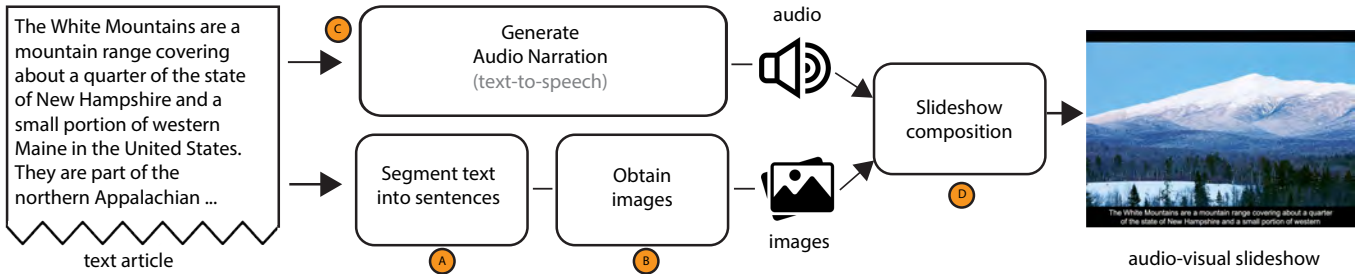 The White Mountains are a
mountain range covering
about a quarter of the state
of New Hampshire and a
small portion of western
Maine in the United States.
They are part of the
northern Appalachian ...
text article
C
Generate
Audio Narration
(text-to-speech)
Segment text
into sentences
A
Obtain
images
B
audio
images
Slideshow
composition
D
The White Mountains are a mountain range covering about a quarter
of the state of New Hampshire and a small portion of western
audio-visual slideshow